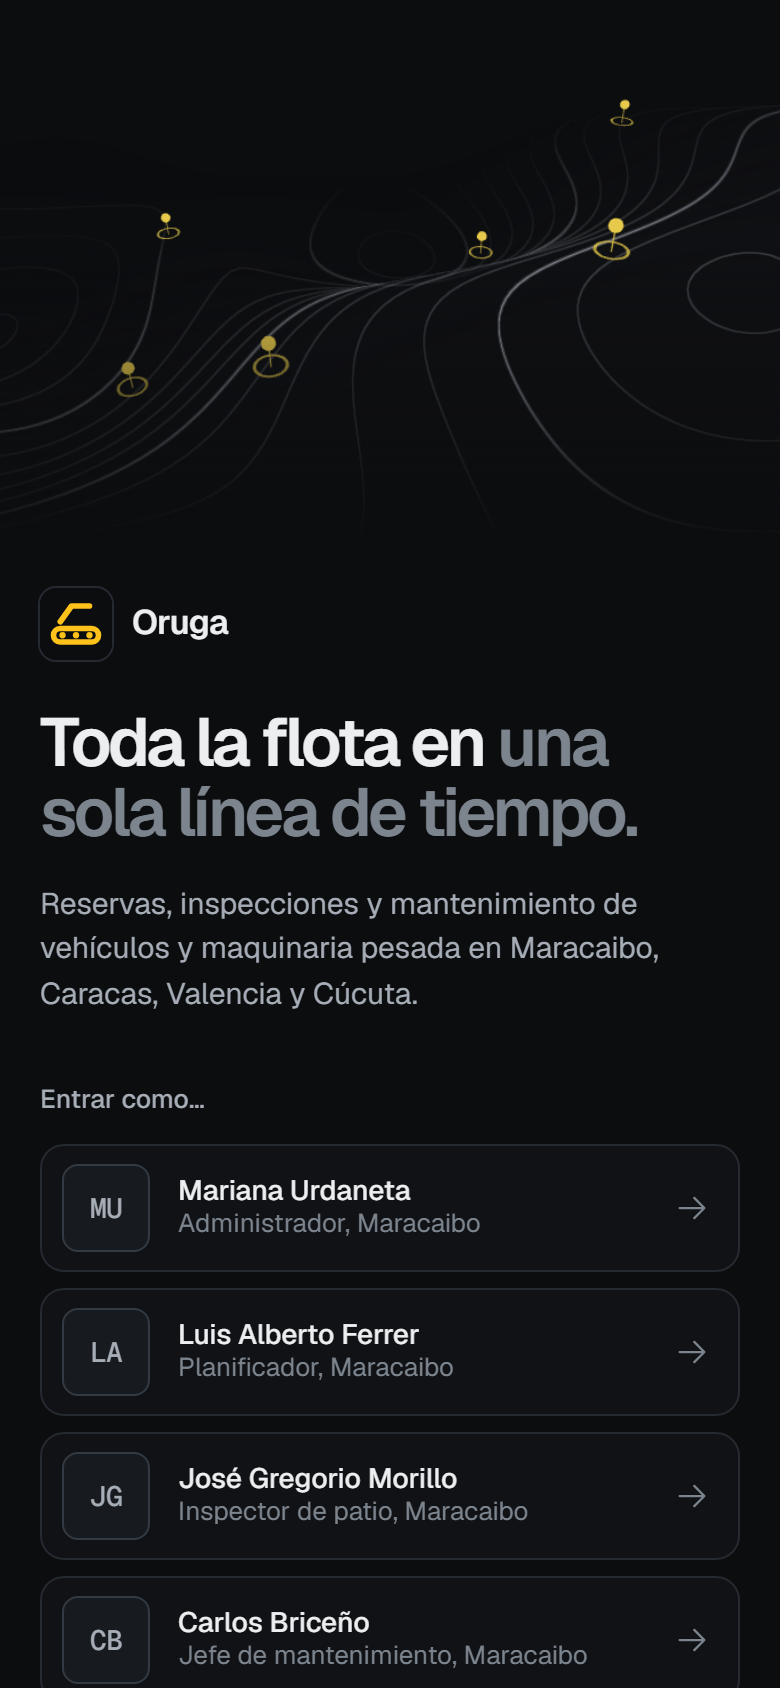 Oruga
Toda la flota en una
sola línea de tiempo.
Reservas, inspecciones y mantenimiento de
vehículos y maquinaria pesada en Maracaibo,
Caracas, Valencia y Cúcuta.
Entrar como…
MU
Mariana Urdaneta
Administrador, Maracaibo
LA
Luis Alberto Ferrer
Planificador, Maracaibo
JG
José Gregorio Morillo
Inspector de patio, Maracaibo
CB
Carlos Briceño
Jefe de mantenimiento, Maracaibo